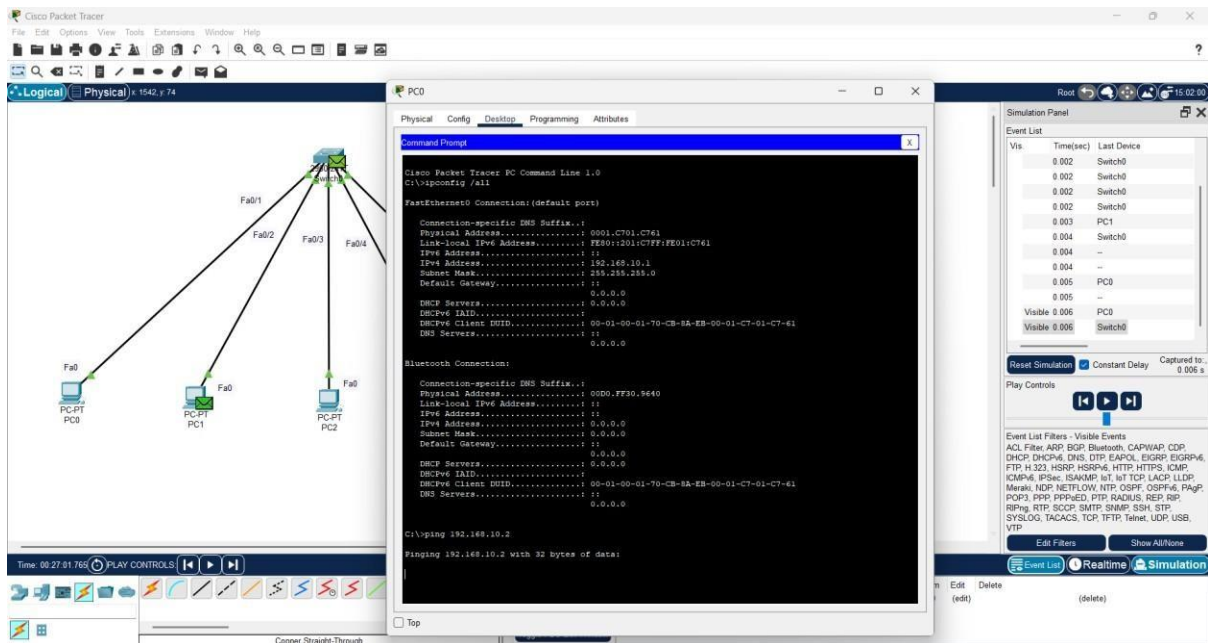 Cisco Packet Tracer
File Edit Options View Tools Extensions Window Help
?
Logical Physical x: 1542, y: 74
Root 15:02:00
Fa0/1
Fa0/2
Fa0/3
Fa0/4
Switch0
Fa0
Fa0
Fa0
PC-PT
PC0
PC-PT
PC1
PC-PT
PC2
PC0
Physical Config Desktop Programming Attributes
Command Prompt X
Cisco Packet Tracer PC Command Line 1.0
C:\>ipconfig /all
FastEthernet0 Connection:(default port)
Connection-specific DNS Suffix..:
Physical Address................: 0001.C701.C761
Link-local IPv6 Address.........: FE80::201:C7FF:FE01:C761
IPv6 Address....................: ::
IPv4 Address....................: 192.168.10.1
Subnet Mask.....................: 255.255.255.0
Default Gateway.................: ::
0.0.0.0
DHCP Servers....................: 0.0.0.0
DHCPv6 IAID.....................:
DHCPv6 Client DUID..............: 00-01-00-01-70-CB-8A-EB-00-01-C7-01-C7-61
DNS Servers.....................: ::
0.0.0.0
Bluetooth Connection:
Connection-specific DNS Suffix..:
Physical Address................: 00D0.FF30.9640
Link-local IPv6 Address.........: ::
IPv6 Address....................: ::
IPv4 Address....................: 0.0.0.0
Subnet Mask.....................: 0.0.0.0
Default Gateway.................: ::
0.0.0.0
DHCP Servers....................: 0.0.0.0
DHCPv6 IAID.....................:
DHCPv6 Client DUID..............: 00-01-00-01-70-CB-8A-EB-00-01-C7-01-C7-61
DNS Servers.....................: ::
0.0.0.0
C:\>ping 192.168.10.2
Pinging 192.168.10.2 with 32 bytes of data:
Top
Simulation Panel
Event List
Vis. Time(sec) Last Device
0.002 Switch0
0.002 Switch0
0.002 Switch0
0.002 Switch0
0.003 PC1
0.004 Switch0
0.004 --
0.004 --
0.005 PC0
0.005 --
Visible 0.006 PC0
Visible 0.006 Switch0
Reset Simulation Constant Delay Captured to:
0.006 s
Play Controls
Event List Filters - Visible Events
ACL Filter, ARP, BGP, Bluetooth, CAPWAP, CDP,
DHCP, DHCPv6, DNS, DTP, EAPOL, EIGRP, EIGRPv6,
FTP, H.323, HSRP, HSRPv6, HTTP, HTTPS, ICMP,
ICMPv6, IPSec, ISAKMP, IoT, IoT TCP, LACP, LLDP,
Meraki, NDP, NETFLOW, NTP, OSPF, OSPFv6, PAgP,
POP3, PPP, PPPoED, PTP, RADIUS, REP, RIP,
RIPng, RTP, SCCP, SMTP, SNMP, SSH, STP,
SYSLOG, TACACS, TCP, TFTP, Telnet, UDP, USB,
VTP
Edit Filters Show All/None
Time: 00:27:01.765 PLAY CONTROLS:
Event List Realtime Simulation
Edit Delete
(edit) (delete)
Copper Straight-Through